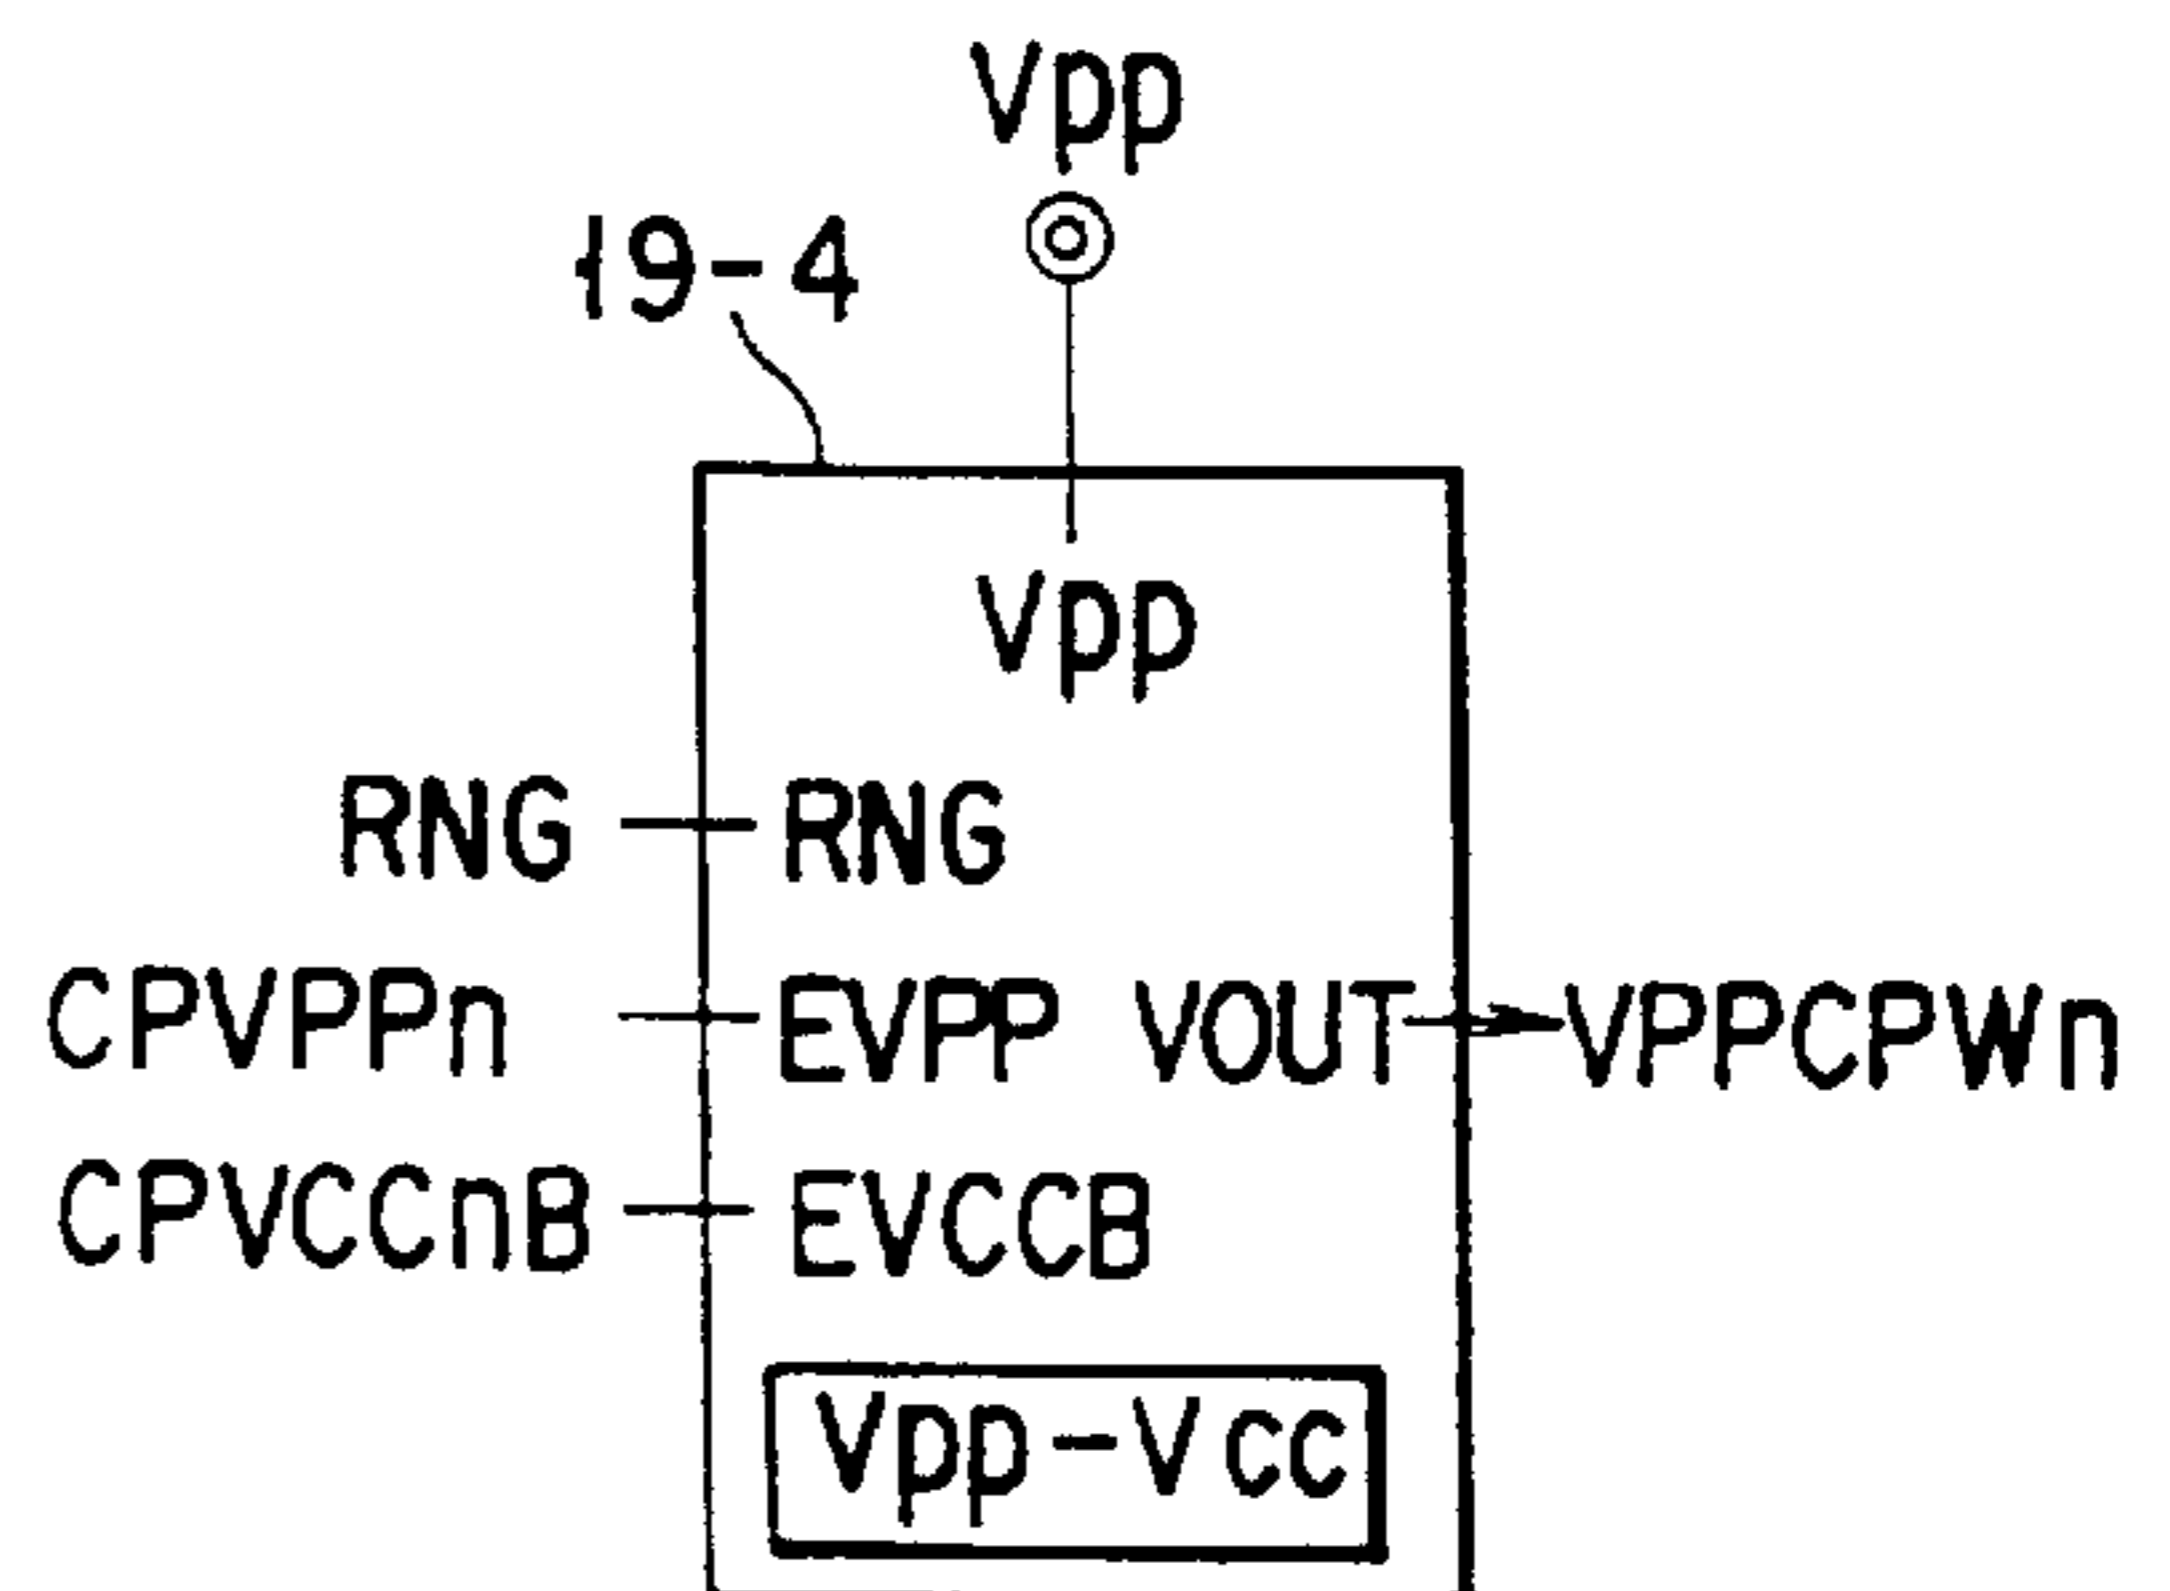 Vpp
19-4
Vpp
RNG RNG
CPVPPn EVPP VOUT VPPCPWn
CPVCCnB EVCCB
Vpp-Vcc